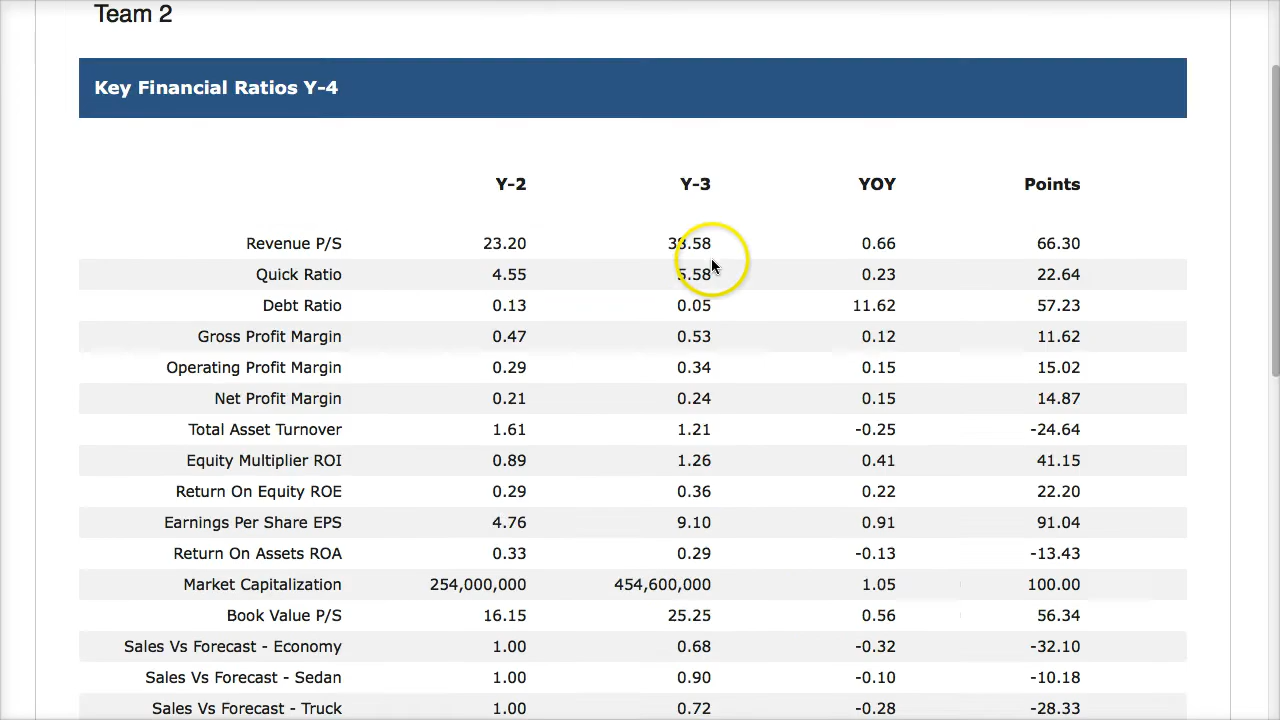 Team 2
Key Financial Ratios Y-4
Y-2 Y-3 YOY Points
Revenue P/S 23.20 38.58 0.66 66.30
Quick Ratio 4.55 5.58 0.23 22.64
Debt Ratio 0.13 0.05 11.62 57.23
Gross Profit Margin 0.47 0.53 0.12 11.62
Operating Profit Margin 0.29 0.34 0.15 15.02
Net Profit Margin 0.21 0.24 0.15 14.87
Total Asset Turnover 1.61 1.21 -0.25 -24.64
Equity Multiplier ROI 0.89 1.26 0.41 41.15
Return On Equity ROE 0.29 0.36 0.22 22.20
Earnings Per Share EPS 4.76 9.10 0.91 91.04
Return On Assets ROA 0.33 0.29 -0.13 -13.43
Market Capitalization 254,000,000 454,600,000 1.05 100.00
Book Value P/S 16.15 25.25 0.56 56.34
Sales Vs Forecast - Economy 1.00 0.68 -0.32 -32.10
Sales Vs Forecast - Sedan 1.00 0.90 -0.10 -10.18
Sales Vs Forecast - Truck 1.00 0.72 -0.28 -28.33